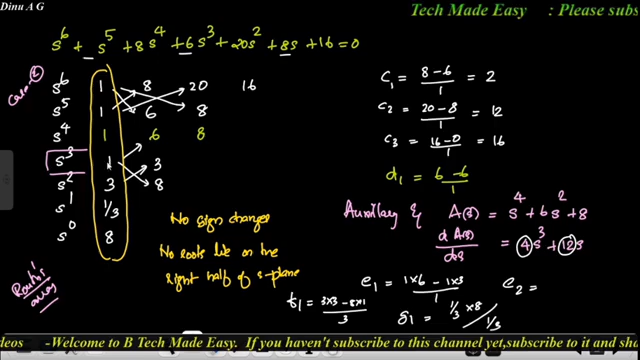 Dinu A G
Tech Made Easy : Please subs
s⁶ + s⁵ + 8s⁴ + 6s³ + 20s² + 8s + 16 = 0
Case-2
s⁶ 1 8 20 16
s⁵ 1 6 8
s⁴ 1 6 8
s³ 1 3
s² 3 8
s¹ 1/3
s⁰ 8
Routh's array
No sign changes
No roots lie on the
right half of s-plane
C₁ = 8-6/1 = 2
C₂ = 20-8/1 = 12
C₃ = 16-0/1 = 16
d₁ = 6-6/1
Auxiliary Eq A(s) = s⁴ + 6s² + 8
dA(s)/ds = 4s³ + 12s
e₁ = 1×6 - 1×3/1 e₂ =
f₁ = 3×3 - 8×1/3 g₁ = 1/3 × 8 / 1/3
ideos -Welcome to B Tech Made Easy. If you haven't subscribe to this channel yet,subscribe to it and sha